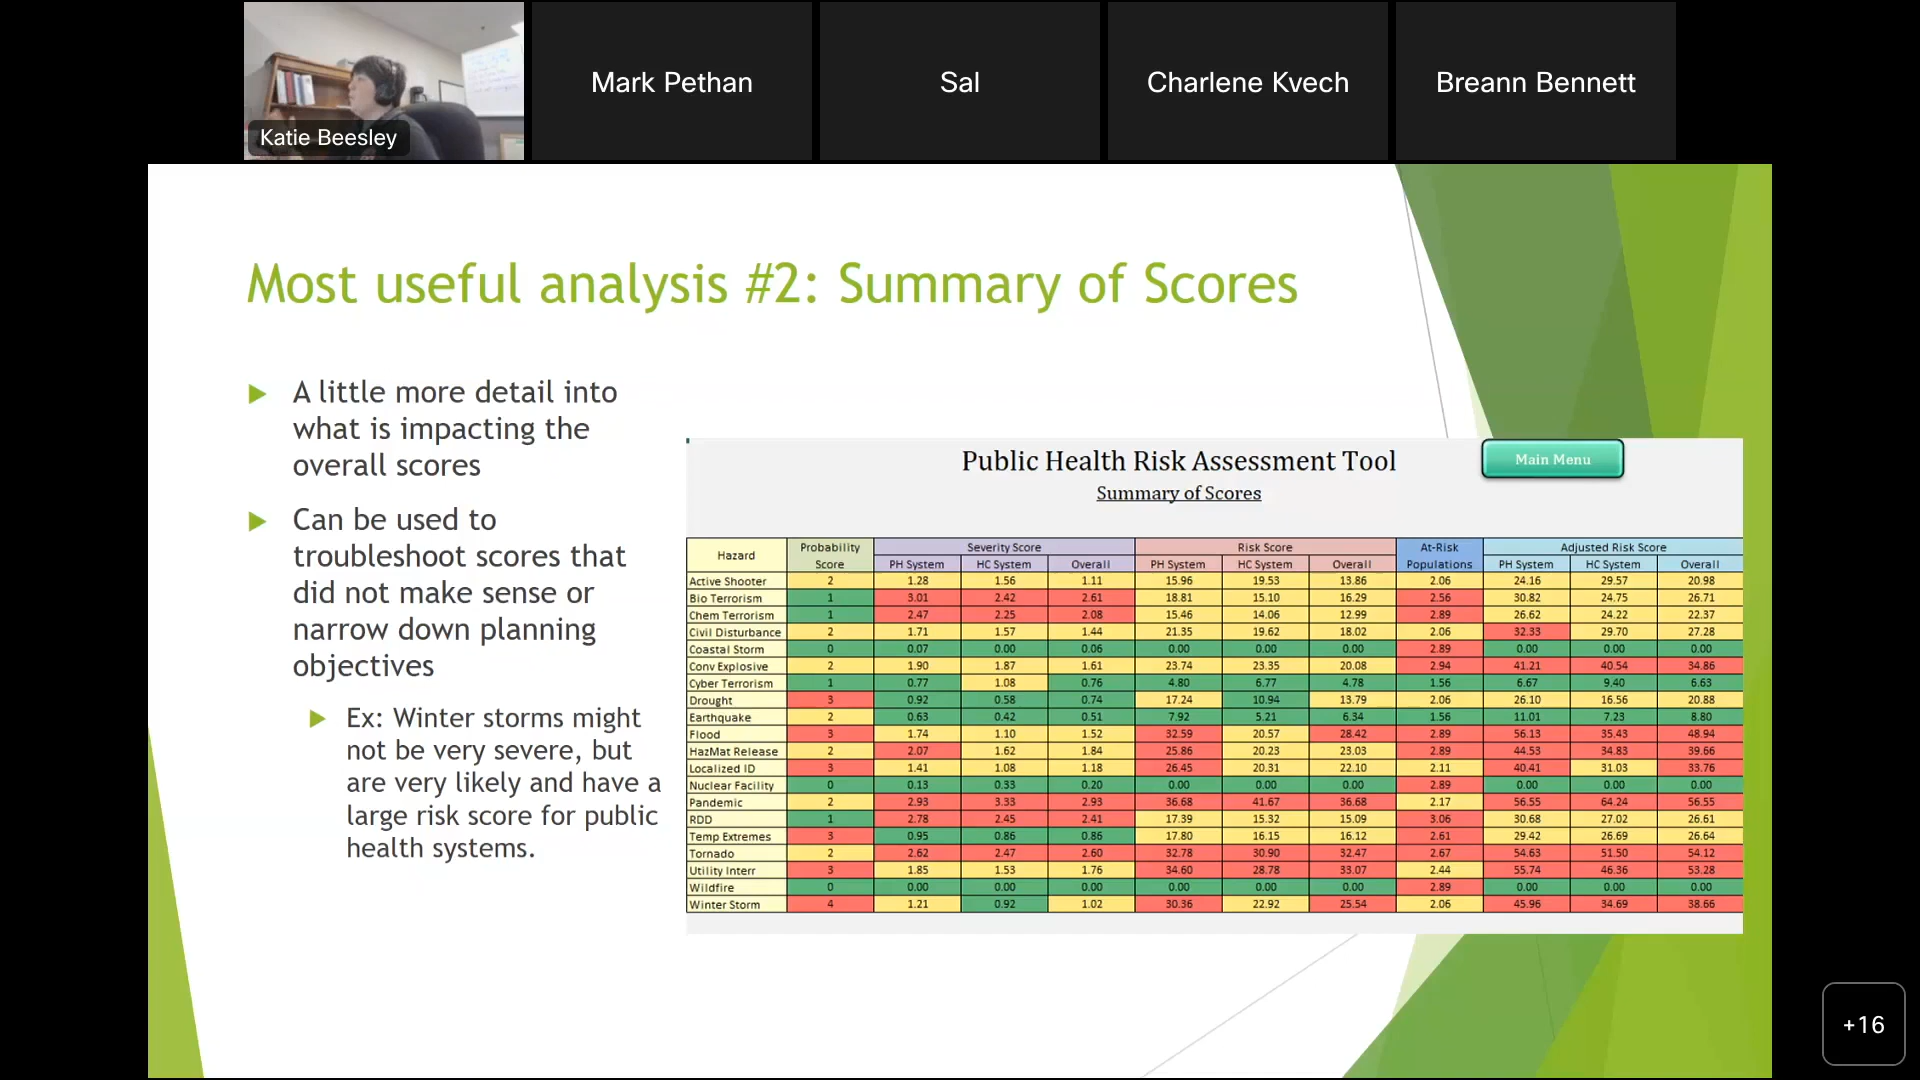 Katie Beesley
Mark Pethan
Sal
Charlene Kvech
Breann Bennett
Most useful analysis #2: Summary of Scores
A little more detail into
what is impacting the
overall scores
Can be used to
troubleshoot scores that
did not make sense or
narrow down planning
objectives
Ex: Winter storms might
not be very severe, but
are very likely and have a
large risk score for public
health systems.
Public Health Risk Assessment Tool
Main Menu
Summary of Scores
Hazard Probability Score Severity Score Risk Score At-Risk Populations Adjusted Risk Score
PH System HC System Overall PH System HC System Overall PH System HC System Overall
Active Shooter 2 1.28 1.56 1.11 15.96 19.53 13.86 2.06 24.16 29.57 20.98
Bio Terrorism 1 3.01 2.42 2.61 18.81 15.10 16.29 2.56 30.82 24.75 26.71
Chem Terrorism 1 2.47 2.25 2.08 15.46 14.06 12.99 2.89 26.62 24.22 22.37
Civil Disturbance 2 1.71 1.57 1.44 21.35 19.62 18.02 2.06 32.33 29.70 27.28
Coastal Storm 0 0.07 0.00 0.06 0.00 0.00 0.00 2.89 0.00 0.00 0.00
Conv Explosive 2 1.90 1.87 1.61 23.74 23.35 20.08 2.94 41.21 40.54 34.86
Cyber Terrorism 1 0.77 1.08 0.76 4.80 6.77 4.78 1.56 6.67 9.40 6.63
Drought 3 0.92 0.58 0.74 17.24 10.94 13.79 2.06 26.10 16.56 20.88
Earthquake 2 0.63 0.42 0.51 7.92 5.21 6.34 1.56 11.01 7.23 8.80
Flood 3 1.74 1.10 1.52 32.59 20.57 28.42 2.89 56.13 35.43 48.94
HazMat Release 2 2.07 1.62 1.84 25.86 20.23 23.03 2.89 44.53 34.83 39.66
Localized ID 3 1.41 1.08 1.18 26.45 20.31 22.10 2.11 40.41 31.03 33.76
Nuclear Facility 0 0.13 0.33 0.20 0.00 0.00 0.00 2.89 0.00 0.00 0.00
Pandemic 2 2.93 3.33 2.93 36.68 41.67 36.68 2.17 56.55 64.24 56.55
RDD 1 2.78 2.45 2.41 17.39 15.32 15.09 3.06 30.68 27.02 26.61
Temp Extremes 3 0.95 0.86 0.86 17.80 16.15 16.12 2.61 29.42 26.69 26.64
Tornado 2 2.62 2.47 2.60 32.78 30.90 32.47 2.67 54.63 51.50 54.12
Utility Interr 3 1.85 1.53 1.76 34.60 28.78 33.07 2.44 55.74 46.36 53.28
Wildfire 0 0.00 0.00 0.00 0.00 0.00 0.00 2.89 0.00 0.00 0.00
Winter Storm 4 1.21 0.92 1.02 30.36 22.92 25.54 2.06 45.96 34.69 38.66
+16